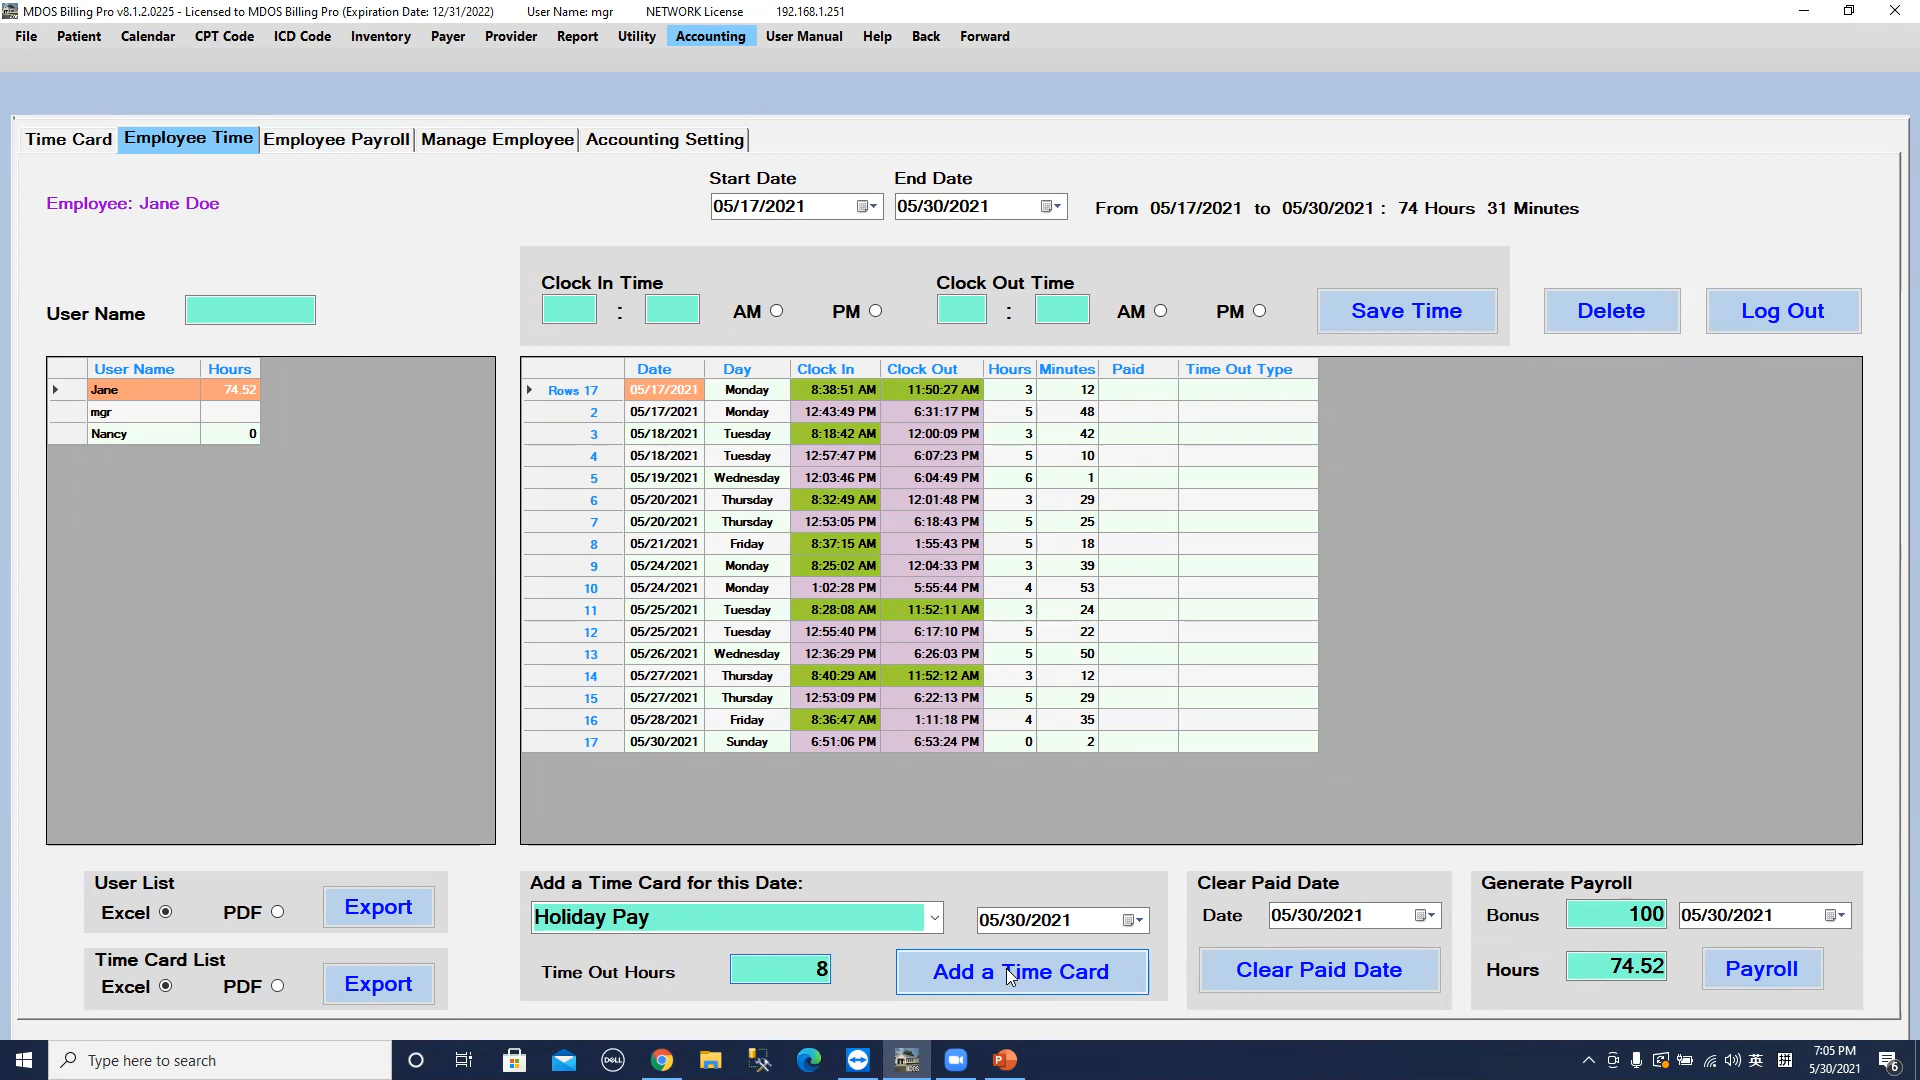 MDOS Billing Pro v8.1.2.0225 - Licensed to MDOS Billing Pro (Expiration Date: 12/31/2022) User Name: mgr NETWORK License 192.168.1.251
File Patient Calendar CPT Code ICD Code Inventory Payer Provider Report Utility Accounting User Manual Help Back Forward
Time Card Employee Time Employee Payroll Manage Employee Accounting Setting
Start Date End Date
Employee: Jane Doe 05/17/2021 05/30/2021 From 05/17/2021 to 05/30/2021 : 74 Hours 31 Minutes
Clock In Time Clock Out Time
User Name : AM PM : AM PM Save Time Delete Log Out
User Name Hours
Jane 74.52
mgr
Nancy 0
Date Day Clock In Clock Out Hours Minutes Paid Time Out Type
Rows 17 05/17/2021 Monday 8:38:51 AM 11:50:27 AM 3 12
2 05/17/2021 Monday 12:43:49 PM 6:31:17 PM 5 48
3 05/18/2021 Tuesday 8:18:42 AM 12:00:09 PM 3 42
4 05/18/2021 Tuesday 12:57:47 PM 6:07:23 PM 5 10
5 05/19/2021 Wednesday 12:03:46 PM 6:04:49 PM 6 1
6 05/20/2021 Thursday 8:32:49 AM 12:01:48 PM 3 29
7 05/20/2021 Thursday 12:53:05 PM 6:18:43 PM 5 25
8 05/21/2021 Friday 8:37:15 AM 1:55:43 PM 5 18
9 05/24/2021 Monday 8:25:02 AM 12:04:33 PM 3 39
10 05/24/2021 Monday 1:02:28 PM 5:55:44 PM 4 53
11 05/25/2021 Tuesday 8:28:08 AM 11:52:11 AM 3 24
12 05/25/2021 Tuesday 12:55:40 PM 6:17:10 PM 5 22
13 05/26/2021 Wednesday 12:36:29 PM 6:26:03 PM 5 50
14 05/27/2021 Thursday 8:40:29 AM 11:52:12 AM 3 12
15 05/27/2021 Thursday 12:53:09 PM 6:22:13 PM 5 29
16 05/28/2021 Friday 8:36:47 AM 1:11:18 PM 4 35
17 05/30/2021 Sunday 6:51:06 PM 6:53:24 PM 0 2
User List
Excel PDF Export
Time Card List
Excel PDF Export
Add a Time Card for this Date:
Holiday Pay 05/30/2021
Time Out Hours 8 Add a Time Card
Clear Paid Date
Date 05/30/2021
Clear Paid Date
Generate Payroll
Bonus 100 05/30/2021
Hours 74.52 Payroll
Type here to search
DELL
MDOS
P
英 拼
7:05 PM
5/30/2021
6